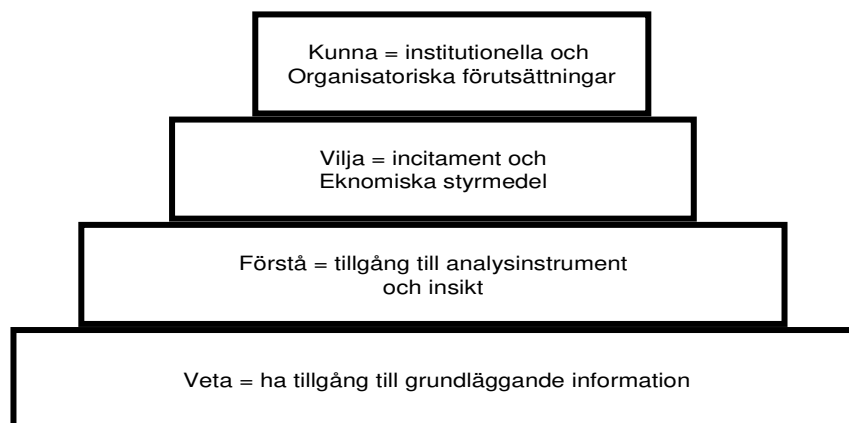 Kunna = institutionella och
Organisatoriska förutsättningar
Vilja = incitament och
Eknomiska styrmedel
Förstå = tillgång till analysinstrument
och insikt
Veta = ha tillgång till grundläggande information